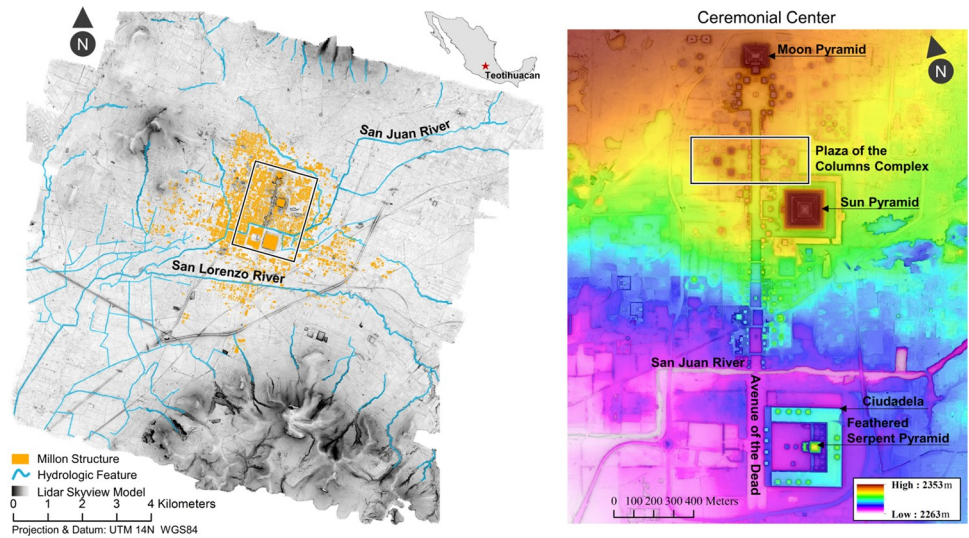 N
Teotihuacan
San Juan River
San Lorenzo River
Millon Structure
Hydrologic Feature
Lidar Skyview Model
0 1 2 3 4 Kilometers
Projection & Datum: UTM 14N WGS84
Ceremonial Center
N
Moon Pyramid
Plaza of the
Columns Complex
Sun Pyramid
San Juan River
Avenue of the Dead
Ciudadela
Feathered
Serpent Pyramid
0 100 200 300 400 Meters
High : 2353m
Low : 2263m